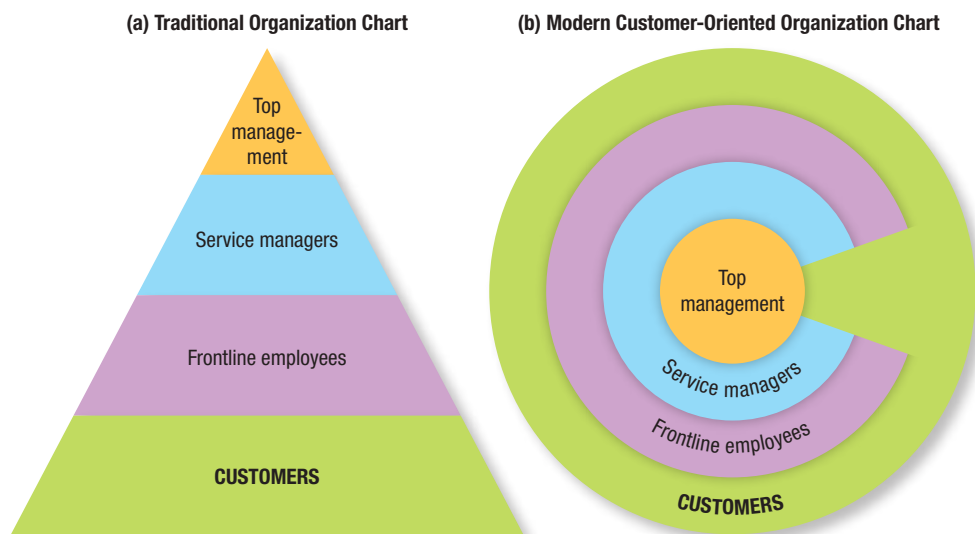 (a) Traditional Organization Chart
Top
manage-
ment
Service managers
Frontline employees
CUSTOMERS
(b) Modern Customer-Oriented Organization Chart
Top
management
Service managers
Frontline employees
CUSTOMERS